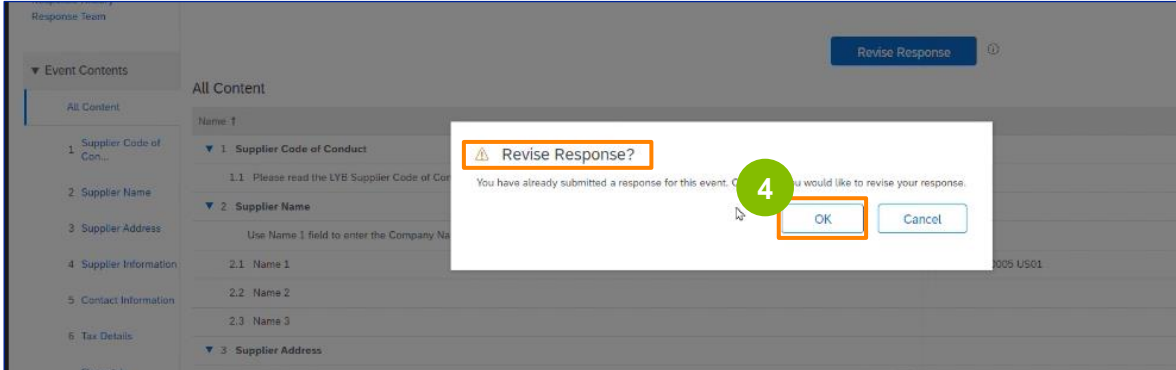 Response Team
Revise Response
▼ Event Contents
All Content
All Content
Name ↑
1 Supplier Code of Con...
▼ 1 Supplier Code of Conduct
1.1 Please read the LYB Supplier Code of Con
2 Supplier Name
▼ 2 Supplier Name
3 Supplier Address
Use Name 1 field to enter the Company Na
4 Supplier Information
2.1 Name 1
0005 US01
5 Contact Information
2.2 Name 2
2.3 Name 3
6 Tax Details
▼ 3 Supplier Address
Revise Response?
You have already submitted a response for this event. you would like to revise your response.
4
OK
Cancel